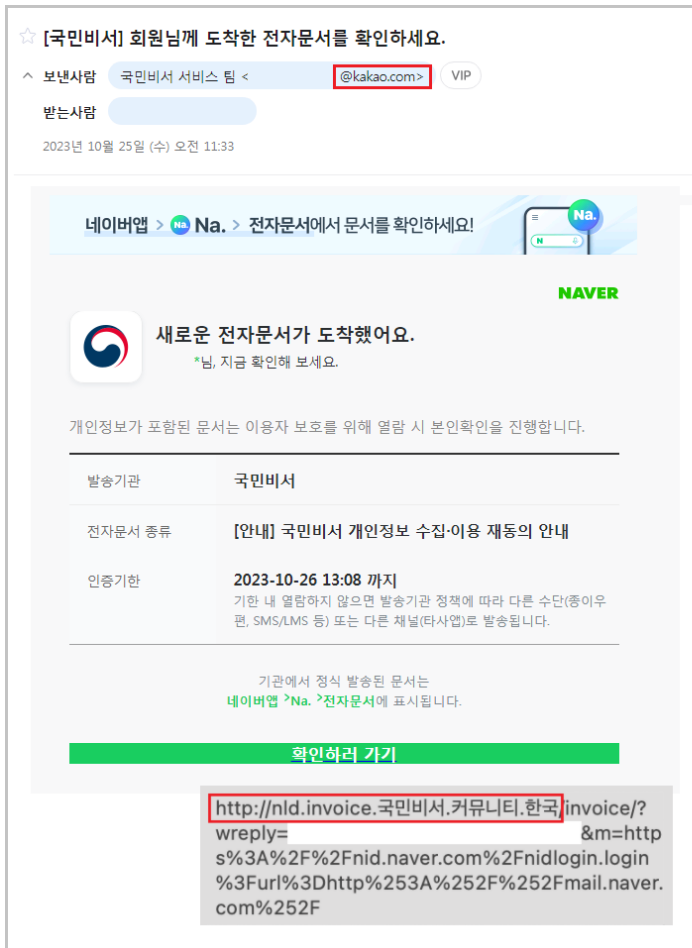 [국민비서] 회원님께 도착한 전자문서를 확인하세요.
보낸사람 국민비서 서비스 팀 < @kakao.com> VIP
받는사람
2023년 10월 25일 (수) 오전 11:33
네이버앱 > Na. Na. > 전자문서에서 문서를 확인하세요! Na.
N
NAVER
새로운 전자문서가 도착했어요.
*님, 지금 확인해 보세요.
개인정보가 포함된 문서는 이용자 보호를 위해 열람 시 본인확인을 진행합니다.
발송기관 국민비서
전자문서 종류 [안내] 국민비서 개인정보 수집·이용 재동의 안내
인증기한 2023-10-26 13:08 까지
기한 내 열람하지 않으면 발송기관 정책에 따라 다른 수단(종이우
편, SMS/LMS 등) 또는 다른 채널(타사앱)로 발송됩니다.
기관에서 정식 발송된 문서는
네이버앱 >Na. >전자문서에 표시됩니다.
확인하러 가기
http://nld.invoice.국민비서.커뮤니티.한국/invoice/?
wreply= &m=http
s%3A%2F%2Fnid.naver.com%2Fnidlogin.login
%3Furl%3Dhttp%253A%252F%252Fmail.naver.
com%252F